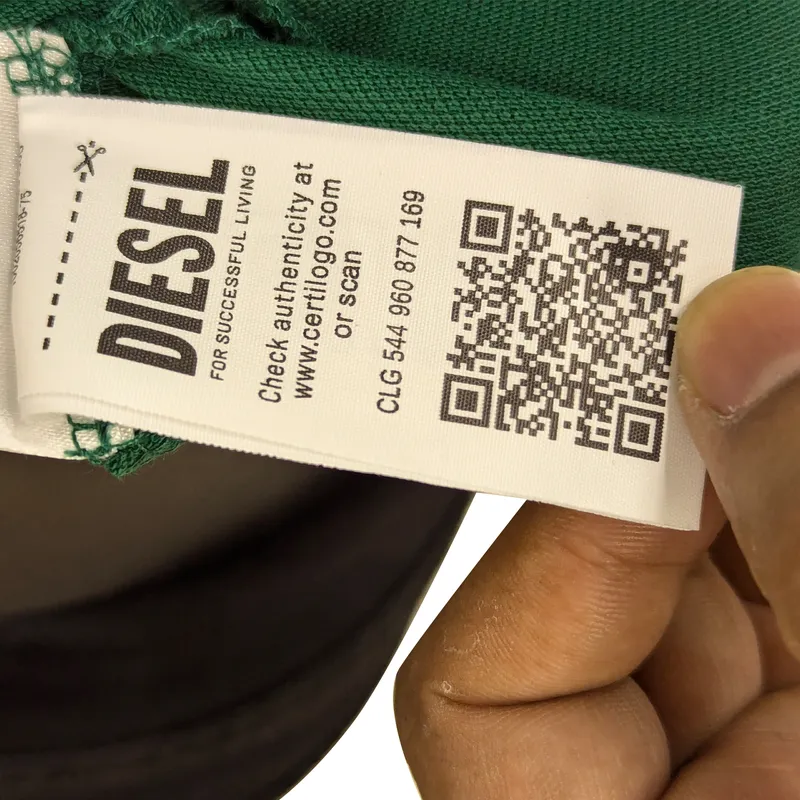 DIESEL
FOR SUCCESSFUL LIVING
Check authenticity at
www.certilogo.com
or scan
CLG 544 960 877 169